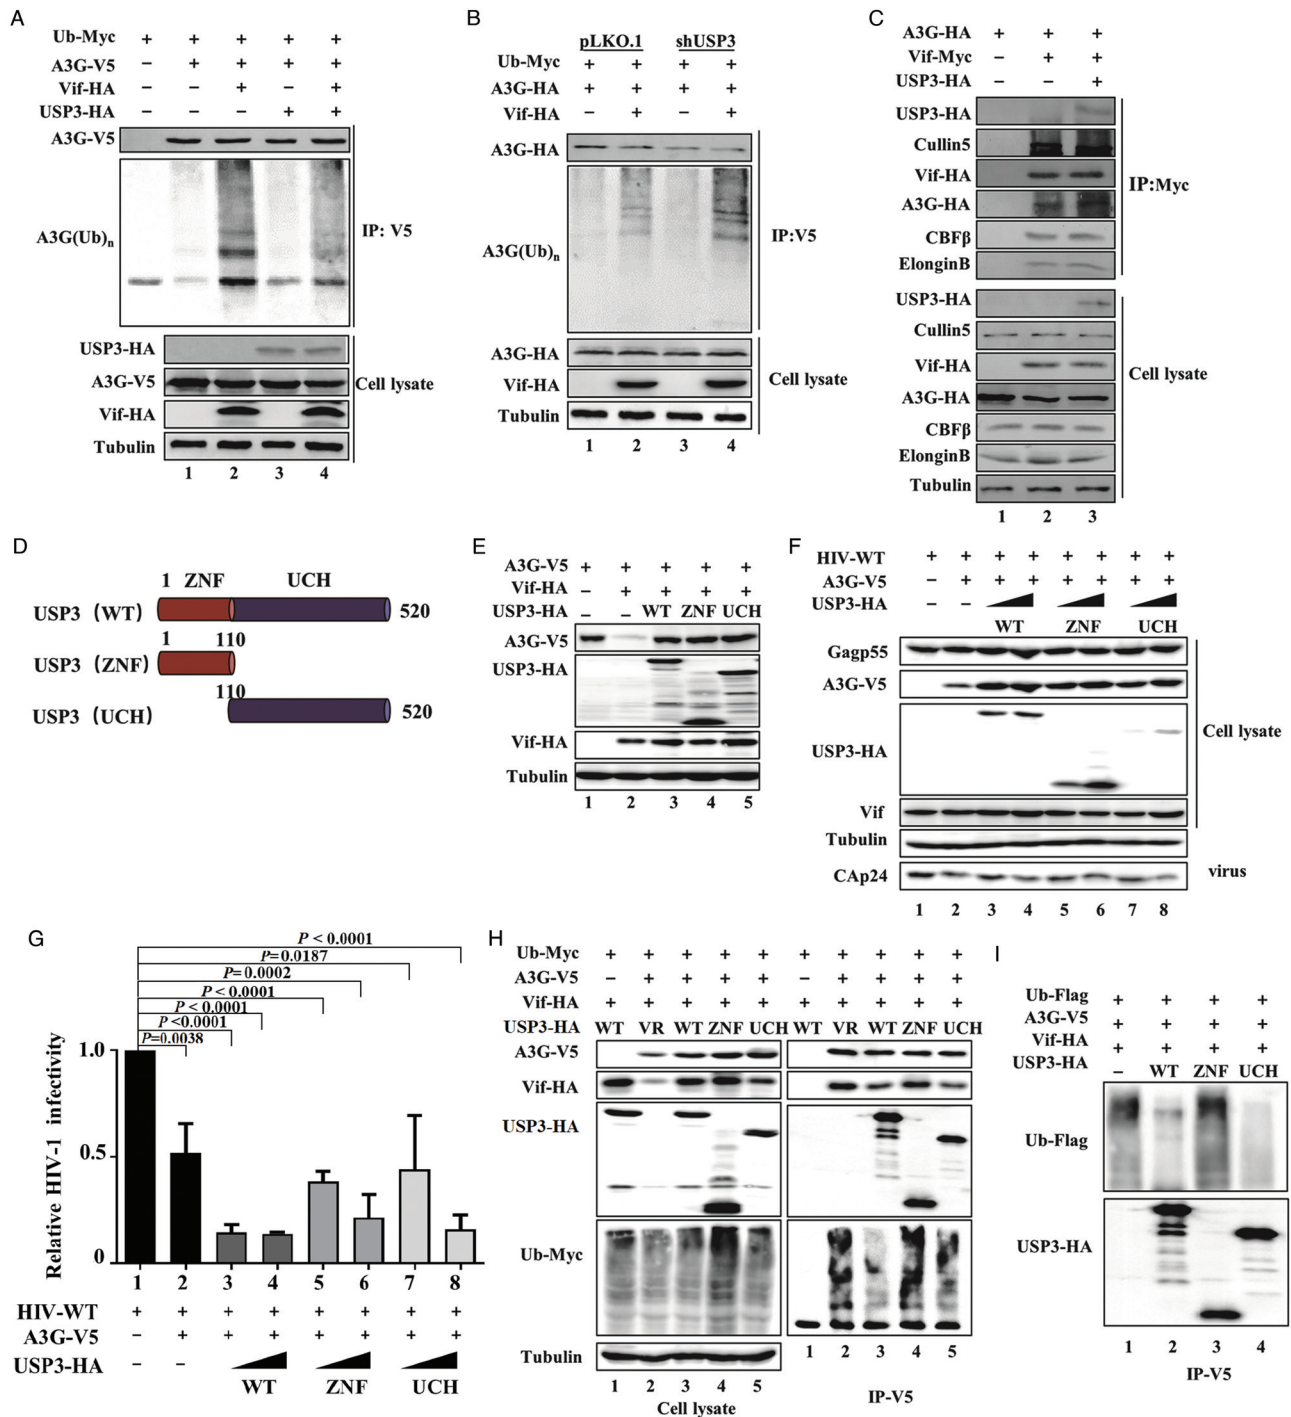 A
Ub-Myc + + + + +
A3G-V5 – + + + +
Vif-HA – – + – +
USP3-HA – – – + +
A3G-V5
A3G(Ub)n
IP: V5
USP3-HA
A3G-V5
Cell lysate
Vif-HA
Tubulin
1 2 3 4
B
pLKO.1 shUSP3
Ub-Myc + + + +
A3G-HA + + + +
Vif-HA – + – +
A3G-HA
A3G(Ub)n
IP:V5
A3G-HA
Vif-HA
Cell lysate
Tubulin
1 2 3 4
C
A3G-HA + + +
Vif-Myc – + +
USP3-HA – – +
USP3-HA
Cullin5
Vif-HA
IP:Myc
A3G-HA
CBFβ
ElonginB
USP3-HA
Cullin5
Vif-HA
Cell lysate
A3G-HA
CBFβ
ElonginB
Tubulin
1 2 3
D
1 ZNF UCH
USP3 (WT) 520
1 110
USP3 (ZNF)
110
USP3 (UCH) 520
E
A3G-V5 + + + + +
Vif-HA – + + + +
USP3-HA – – WT ZNF UCH
A3G-V5
USP3-HA
Vif-HA
Tubulin
1 2 3 4 5
F
HIV-WT + + + + + + + +
A3G-V5 – + + + + + + +
USP3-HA – –
WT ZNF UCH
Gagp55
A3G-V5
USP3-HA
Cell lysate
Vif
Tubulin
CAp24
virus
1 2 3 4 5 6 7 8
G
P < 0.0001
P= 0.0187
P= 0.0002
P < 0.0001
P < 0.0001
P <0.0001
P=0.0038
Relative HIV-1 infectivity
1.0
0.5
0
1 2 3 4 5 6 7 8
HIV-WT + + + + + + + +
A3G-V5 – + + + + + + +
USP3-HA – –
WT ZNF UCH
H
Ub-Myc + + + + + + + + + +
A3G-V5 – + + + + – + + + +
Vif-HA + + + + + + + + + +
USP3-HA WT VR WT ZNF UCH WT VR WT ZNF UCH
A3G-V5
Vif-HA
USP3-HA
Ub-Myc
Tubulin
1 2 3 4 5
Cell lysate
1 2 3 4 5
IP-V5
I
Ub-Flag + + + +
A3G-V5 + + + +
Vif-HA + + + +
USP3-HA – WT ZNF UCH
Ub-Flag
USP3-HA
1 2 3 4
IP-V5